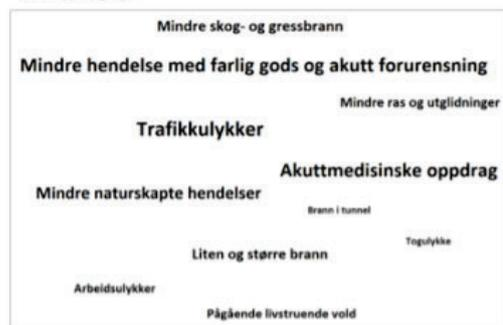 Mindre skog- og gressbrann
Mindre hendelse med farlig gods og akutt forurensning
Mindre ras og utglidninger
Trafikkulykker
Akuttmedisinske oppdrag
Mindre naturskapte hendelser
Brann i tunnel
Togulykke
Liten og større brann
Arbeidsulykker
Pågående livstruende vold